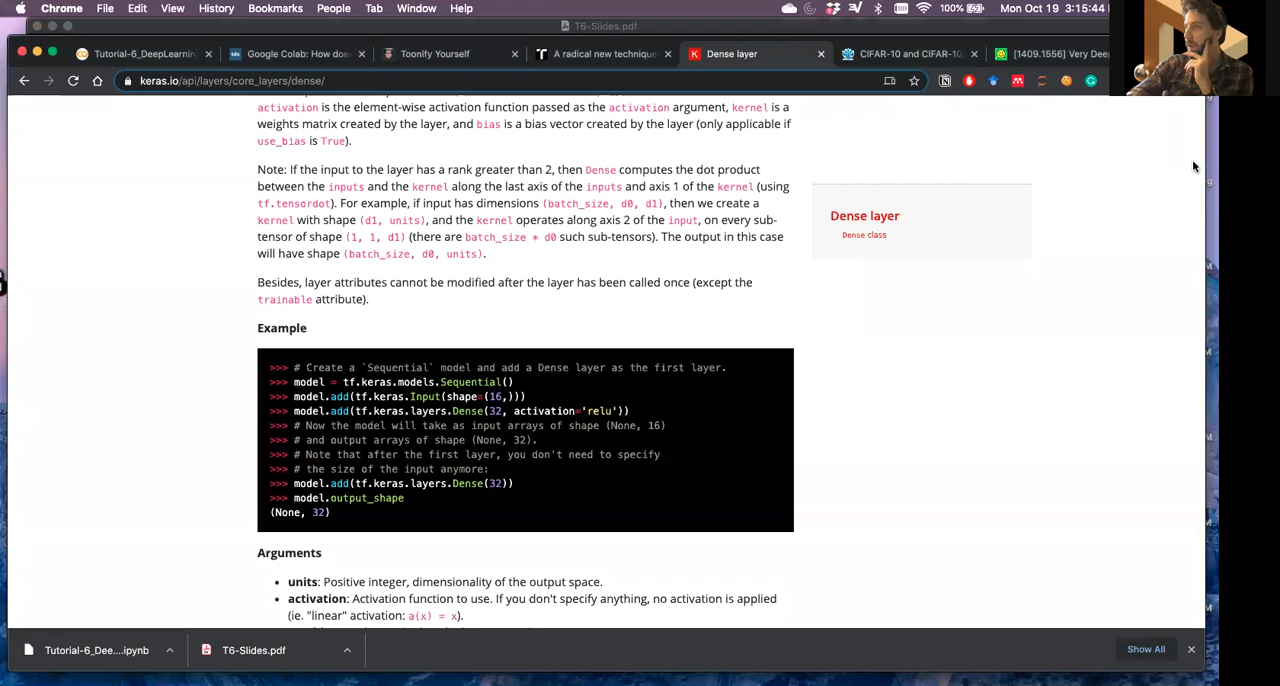 Chrome File Edit View History Bookmarks People Tab Window Help 100% Mon Oct 19 3:15:44
T6-Slides.pdf
Tutorial-6_DeepLearnin Google Colab: How doe Toonify Yourself A radical new technique Dense layer CIFAR-10 and CIFAR-10 [1409.1556] Very Deep
keras.io/api/layers/core_layers/dense/
activation is the element-wise activation function passed as the activation argument, kernel is a
weights matrix created by the layer, and bias is a bias vector created by the layer (only applicable if
use_bias is True).
Note: If the input to the layer has a rank greater than 2, then Dense computes the dot product
between the inputs and the kernel along the last axis of the inputs and axis 1 of the kernel (using
tf.tensordot). For example, if input has dimensions (batch_size, d0, d1), then we create a
kernel with shape (d1, units), and the kernel operates along axis 2 of the input, on every sub-
tensor of shape (1, 1, d1) (there are batch_size * d0 such sub-tensors). The output in this case
will have shape (batch_size, d0, units).
Dense layer
Dense class
Besides, layer attributes cannot be modified after the layer has been called once (except the
trainable attribute).
Example
>>> # Create a `Sequential` model and add a Dense layer as the first layer.
>>> model = tf.keras.models.Sequential()
>>> model.add(tf.keras.Input(shape=(16,)))
>>> model.add(tf.keras.layers.Dense(32, activation='relu'))
>>> # Now the model will take as input arrays of shape (None, 16)
>>> # and output arrays of shape (None, 32).
>>> # Note that after the first layer, you don't need to specify
>>> # the size of the input anymore:
>>> model.add(tf.keras.layers.Dense(32))
>>> model.output_shape
(None, 32)
Arguments
• units: Positive integer, dimensionality of the output space.
• activation: Activation function to use. If you don't specify anything, no activation is applied
(ie. "linear" activation: a(x) = x).
Tutorial-6_Dee....ipynb T6-Slides.pdf Show All